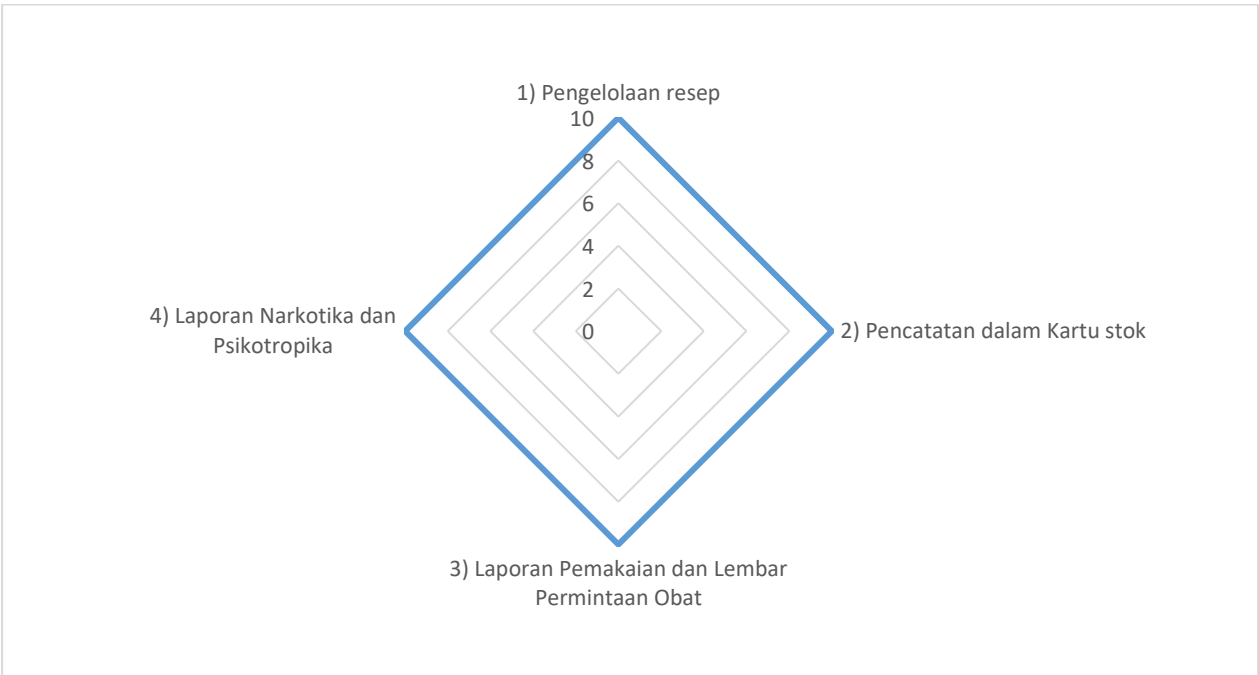 1) Pengelolaan resep
10
8
6
4
2
0
2) Pencatatan dalam Kartu stok
3) Laporan Pemakaian dan Lembar
Permintaan Obat
4) Laporan Narkotika dan
Psikotropika